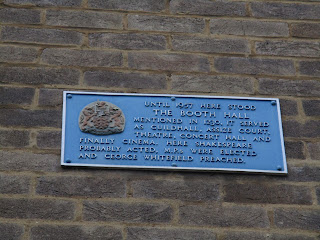 UNTIL 1957 HERE STOOD
THE BOOTH HALL
MENTIONED IN 1230, IT SERVED
AS GUILDHALL, ASSIZE COURT,
THEATRE, CONCERT HALL AND
FINALLY CINEMA. HERE SHAKESPEARE
PROBABLY ACTED, M.P.s WERE ELECTED
AND GEORGE WHITEFIELD PREACHED.